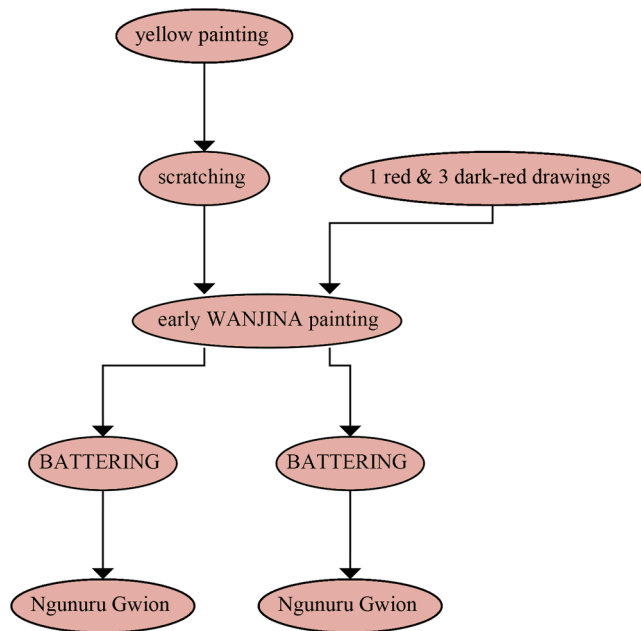 yellow painting
scratching
1 red & 3 dark-red drawings
early WANJINA painting
BATTERING
BATTERING
Ngunuru Gwion
Ngunuru Gwion